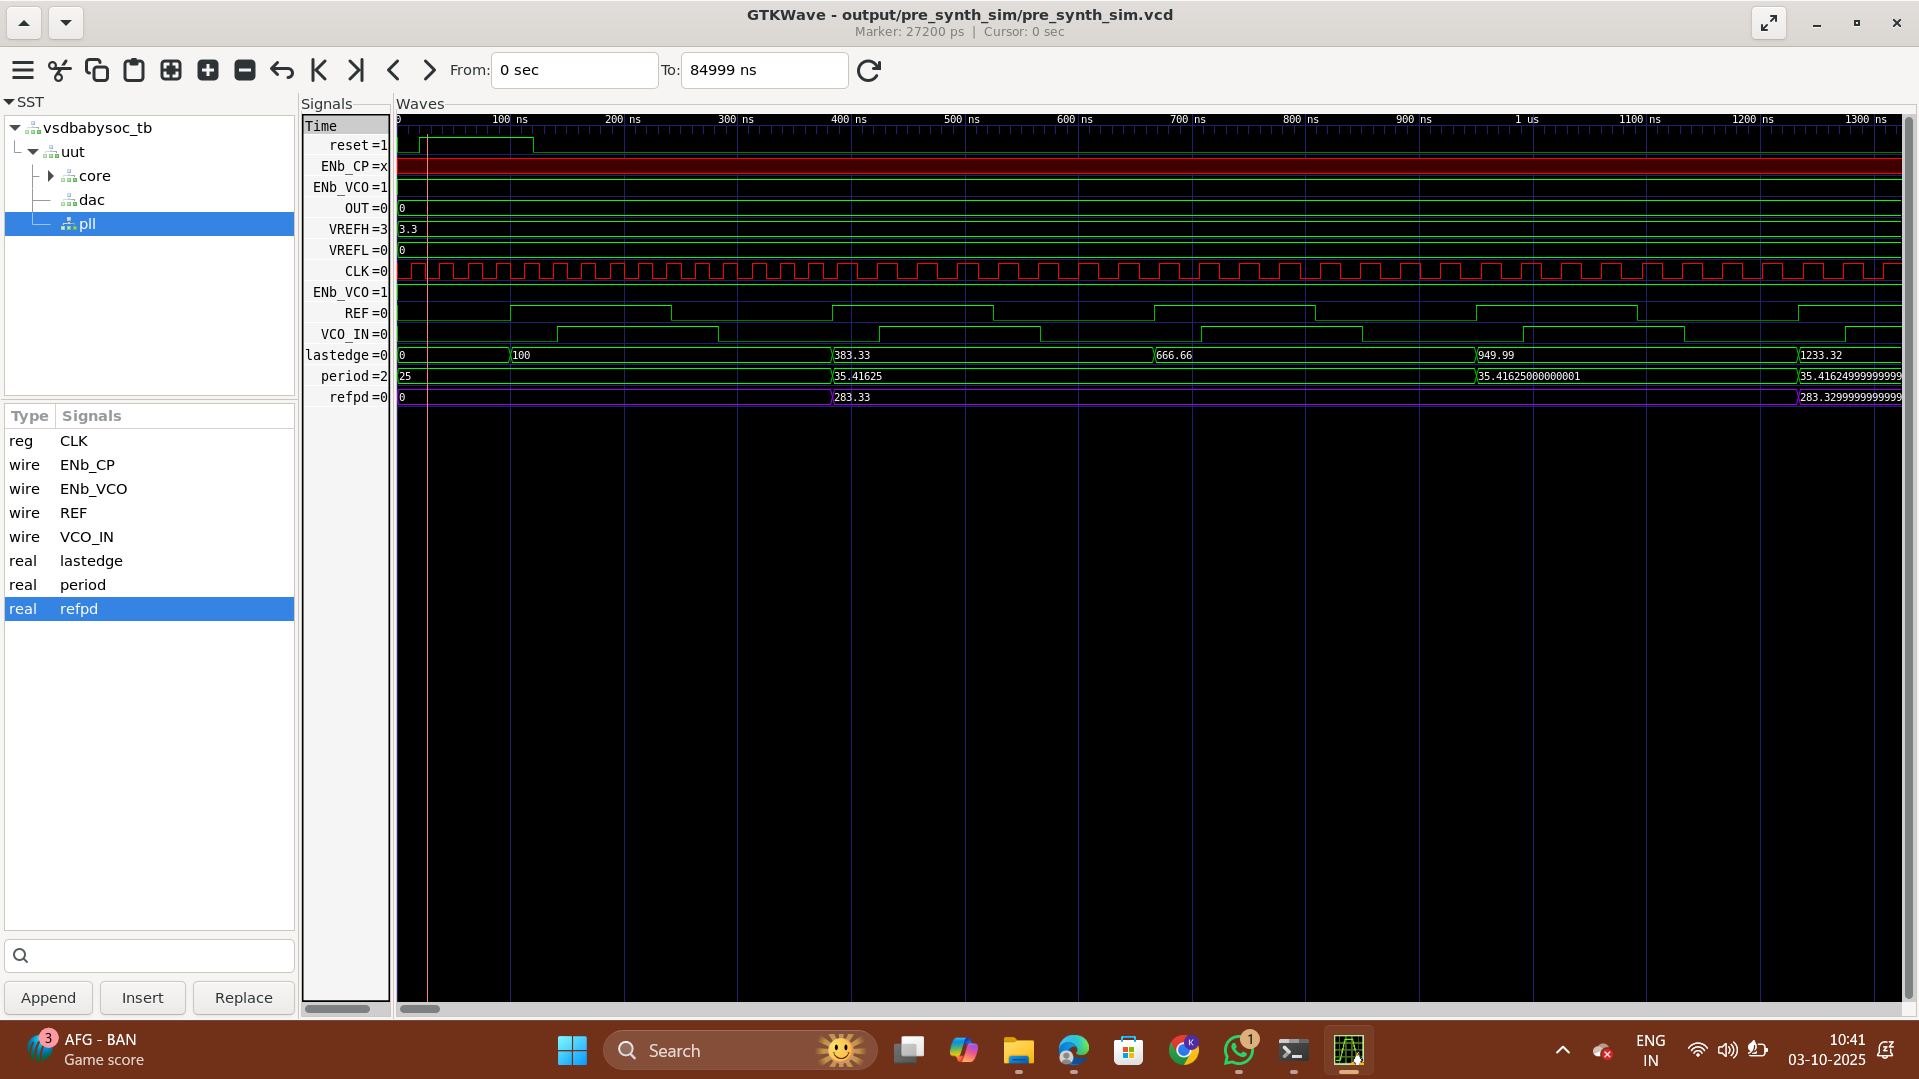 GTKWave - output/pre_synth_sim/pre_synth_sim.vcd
Marker: 27200 ps | Cursor: 0 sec
From: 0 sec To: 84999 ns
SST
vsdbabysoc_tb
uut
core
dac
pll
Type Signals
reg CLK
wire ENb_CP
wire ENb_VCO
wire REF
wire VCO_IN
real lastedge
real period
real refpd
Append Insert Replace
Signals
Time
reset=1
ENb_CP=x
ENb_VCO=1
OUT=0
VREFH=3
VREFL=0
CLK=0
ENb_VCO=1
REF=0
VCO_IN=0
lastedge=0
period=2
refpd=0
Waves
0 100 ns 200 ns 300 ns 400 ns 500 ns 600 ns 700 ns 800 ns 900 ns 1 us 1100 ns 1200 ns 1300 ns
0
3.3
0
0 100 383.33 666.66 949.99 1233.32
25 35.41625 35.41625000000001 35.41624999999999
0 283.33 283.3299999999999
3
AFG - BAN
Game score
Search
K
1
ENG
IN
10:41
03-10-2025